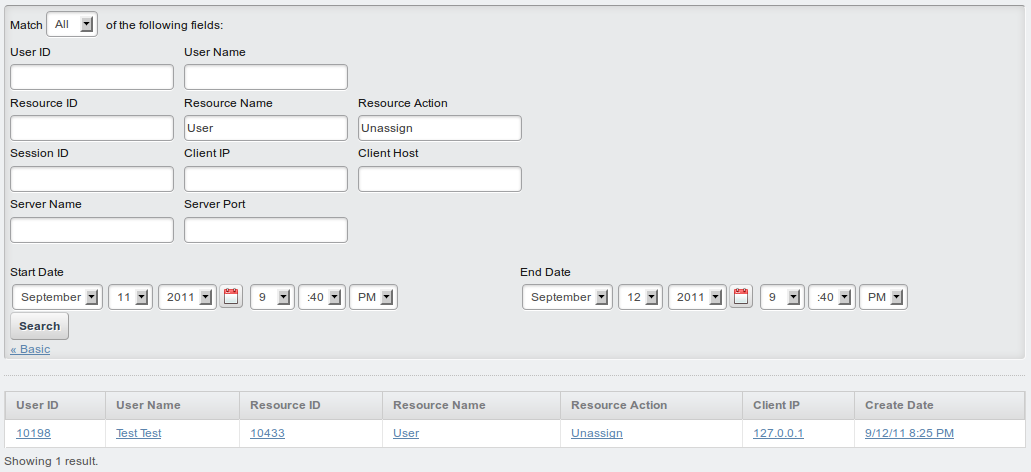 Match All of the following fields:
User ID User Name
Resource ID Resource Name Resource Action
User Unassign
Session ID Client IP Client Host
Server Name Server Port
Start Date End Date
September 11 2011 9 :40 PM September 12 2011 9 :40 PM
Search
« Basic
User ID User Name Resource ID Resource Name Resource Action Client IP Create Date
10198 Test Test 10433 User Unassign 127.0.0.1 9/12/11 8:25 PM
Showing 1 result.